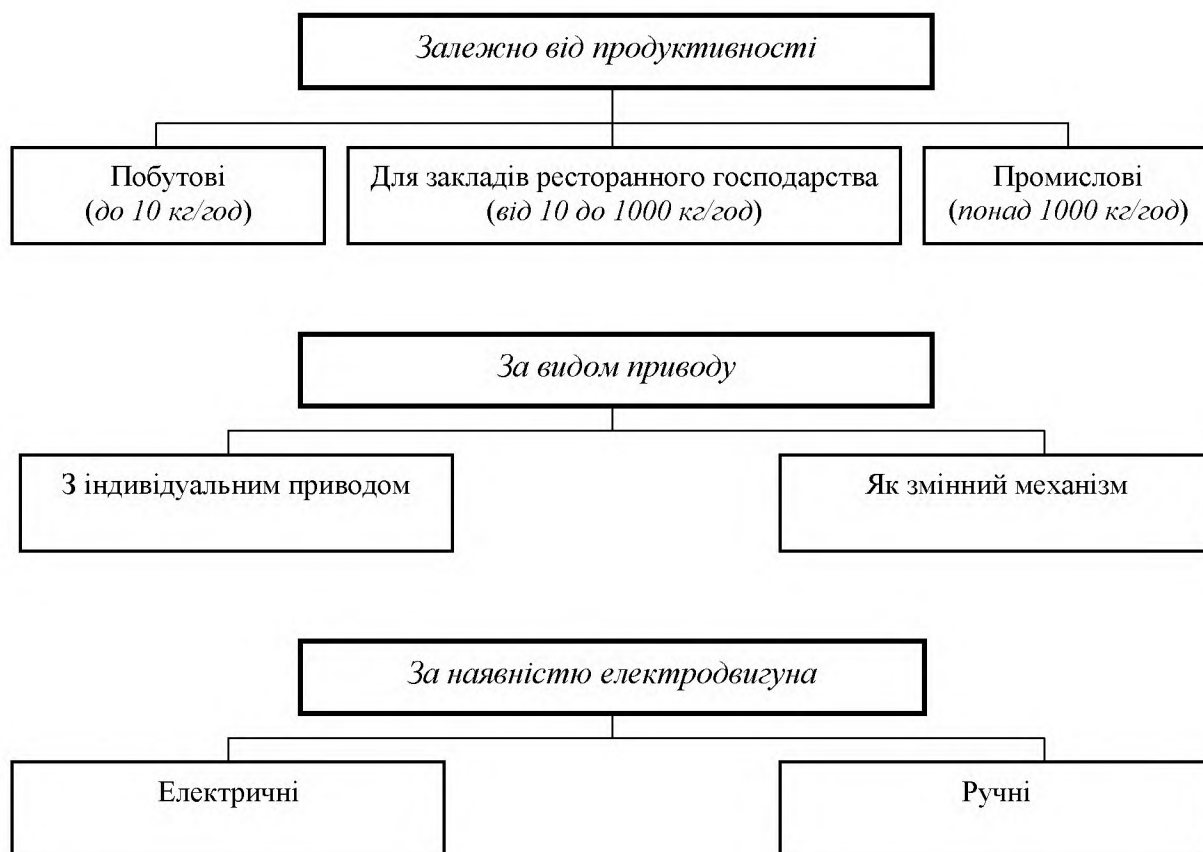 Залежно від продуктивності
Побутові
(до 10 кг/год)
Для закладів ресторанного господарства
(від 10 до 1000 кг/год)
Промислові
(понад 1000 кг/год)
За видом приводу
З індивідуальним приводом
Як змінний механізм
За наявністю електродвигуна
Електричні
Ручні